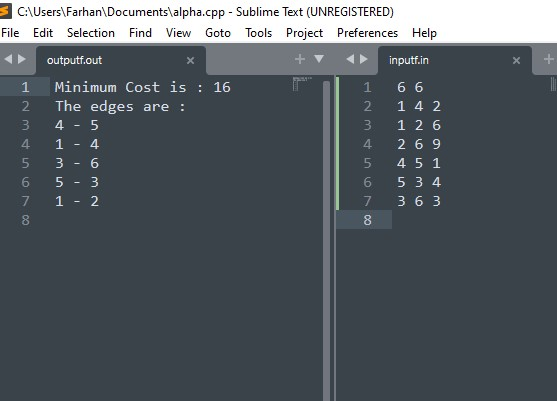 C:\Users\Farhan\Documents\alpha.cpp - Sublime Text (UNREGISTERED)
File Edit Selection Find View Goto Tools Project Preferences Help
outputf.out
1 Minimum Cost is : 16
2 The edges are :
3 4 - 5
4 1 - 4
5 3 - 6
6 5 - 3
7 1 - 2
8
inputf.in
1 6 6
2 1 4 2
3 1 2 6
4 2 6 9
5 4 5 1
6 5 3 4
7 3 6 3
8